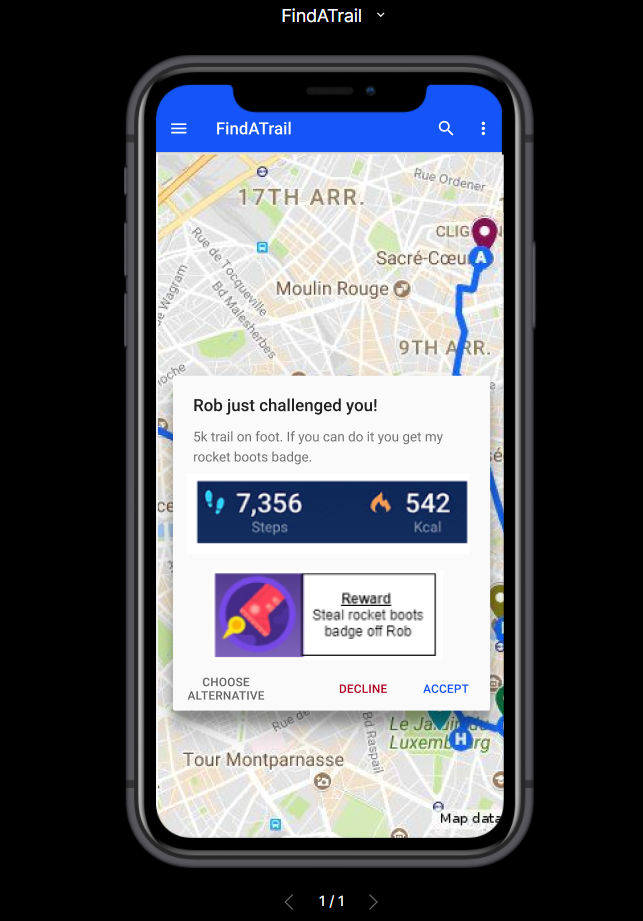 FindATrail
FindATrail
Rue Ordener
17TH ARR.
CLIG
Sacré-Cœu
A
Rue de Tocqueville
Bd Malesherbes
de Wagram
Moulin Rouge
9TH ARR.
Rob just challenged you!
5k trail on foot. If you can do it you get my
rocket boots badge.
7,356
542
Steps
Kcal
Reward
Steal rocket boots
badge off Rob
CHOOSE
ALTERNATIVE
DECLINE
ACCEPT
Rue de
Bd Raspail
Le Jardin du
Luxembourg
H
Tour Montparnasse
Map data
1 / 1